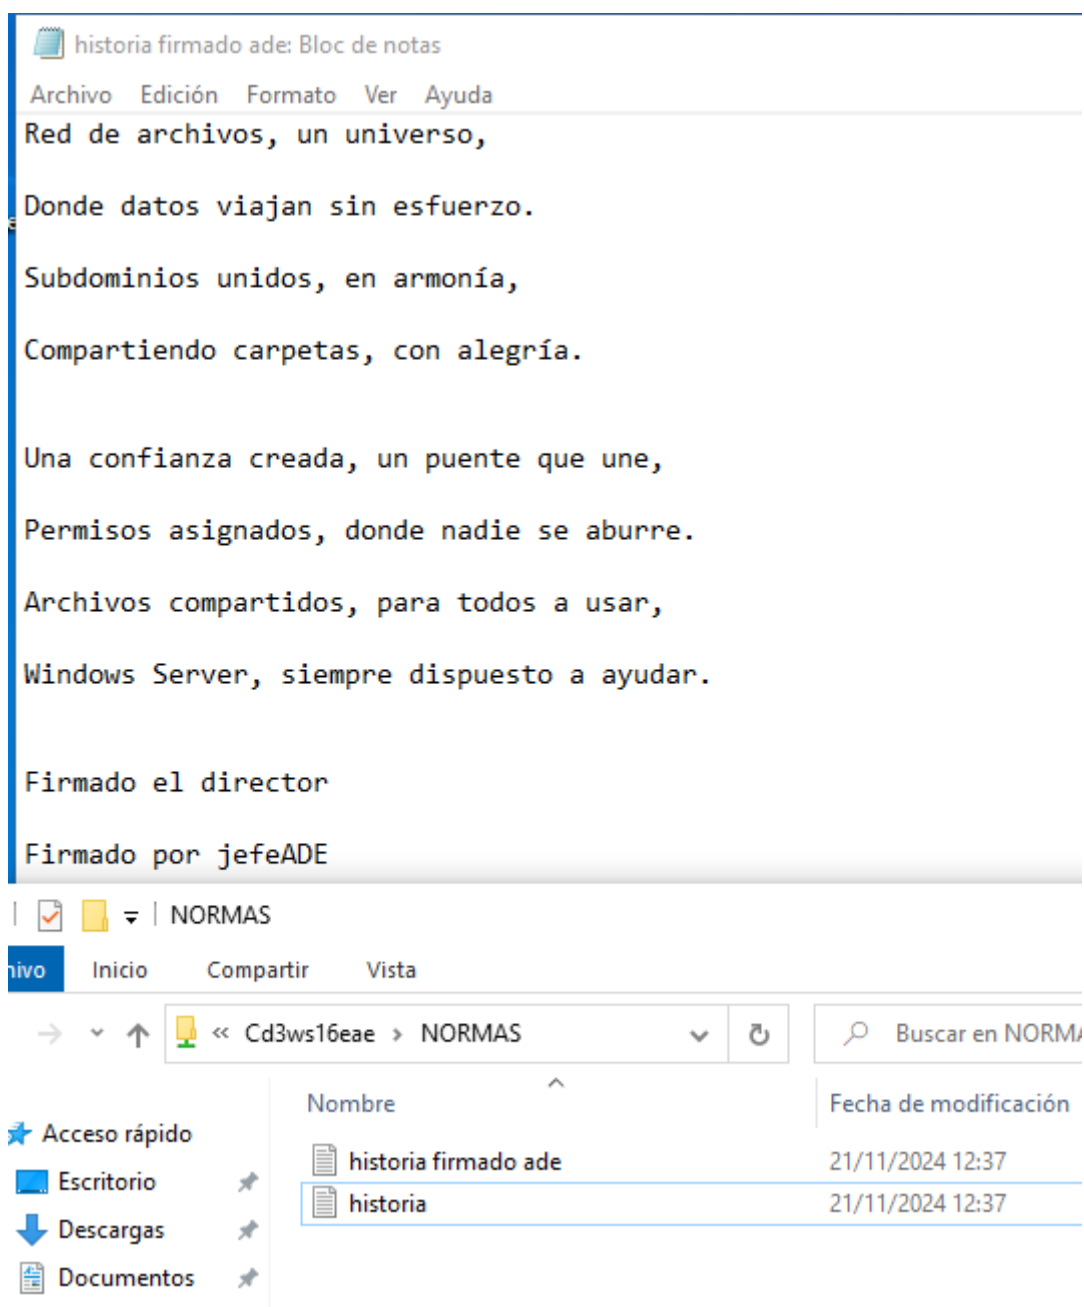 historia firmado ade: Bloc de notas
Archivo Edición Formato Ver Ayuda
Red de archivos, un universo,
Donde datos viajan sin esfuerzo.
Subdominios unidos, en armonía,
Compartiendo carpetas, con alegría.
Una confianza creada, un puente que une,
Permisos asignados, donde nadie se aburre.
Archivos compartidos, para todos a usar,
Windows Server, siempre dispuesto a ayudar.
Firmado el director
Firmado por jefeADE
NORMAS
hivo Inicio Compartir Vista
« Cd3ws16eae > NORMAS Buscar en NORMA
Nombre Fecha de modificación
Acceso rápido
historia firmado ade 21/11/2024 12:37
Escritorio
historia 21/11/2024 12:37
Descargas
Documentos